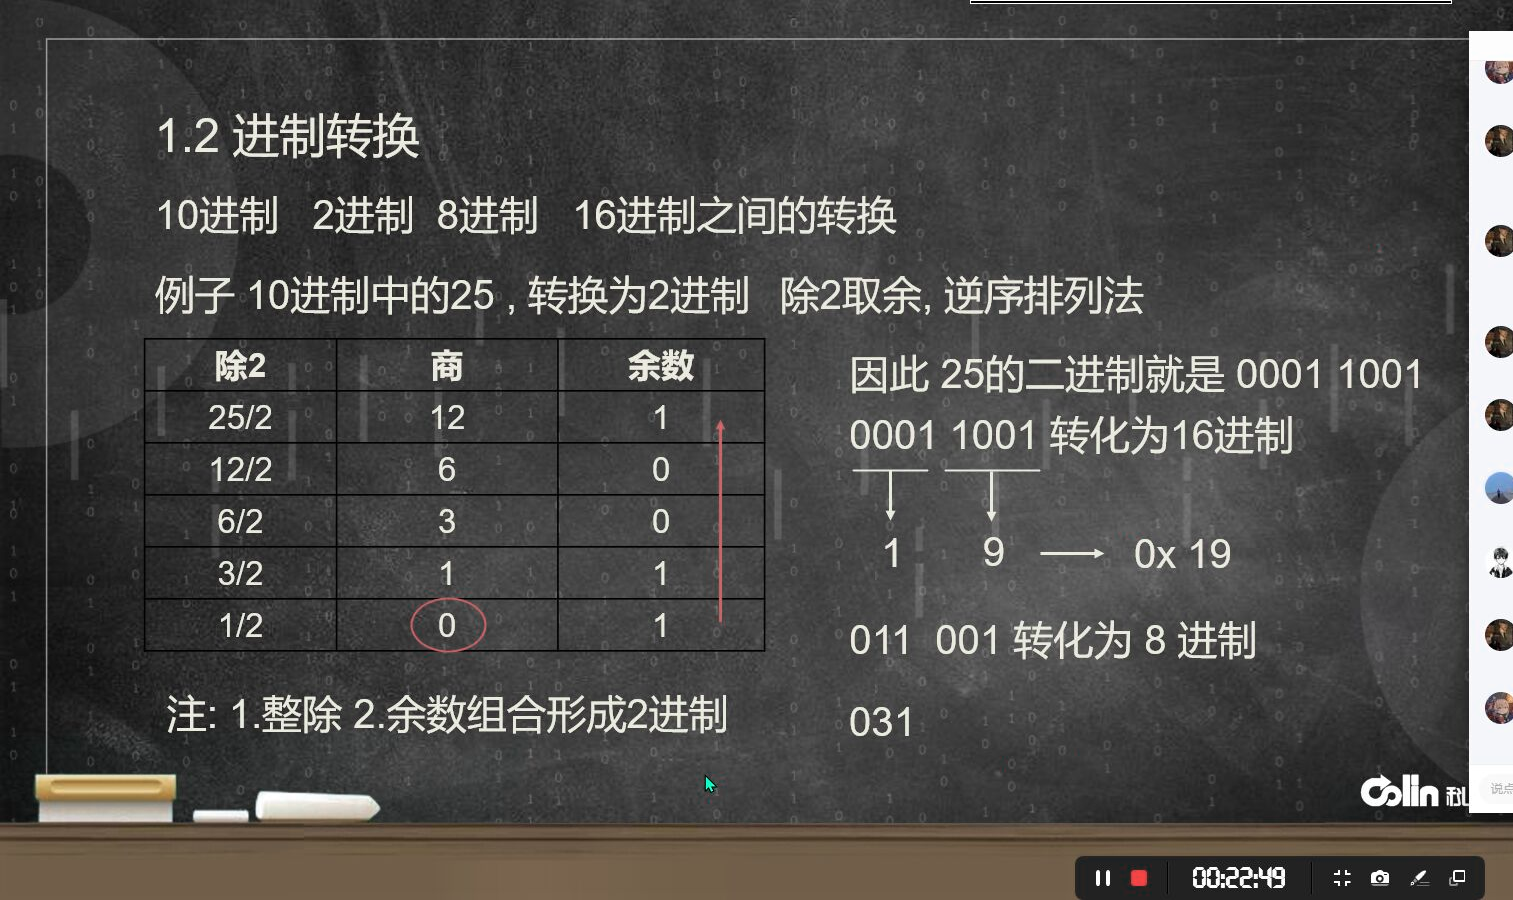 1.2 进制转换
10进制 2进制 8进制 16进制之间的转换
例子 10进制中的25 , 转换为2进制 除2取余, 逆序排列法
除2 商 余数
25/2 12 1
12/2 6 0
6/2 3 0
3/2 1 1
1/2 0 1
注: 1.整除 2.余数组合形成2进制
因此 25的二进制就是 0001 1001
0001 1001 转化为16进制
1 9 0x 19
011 001 转化为 8 进制
031
Colin
说点
00:22:49